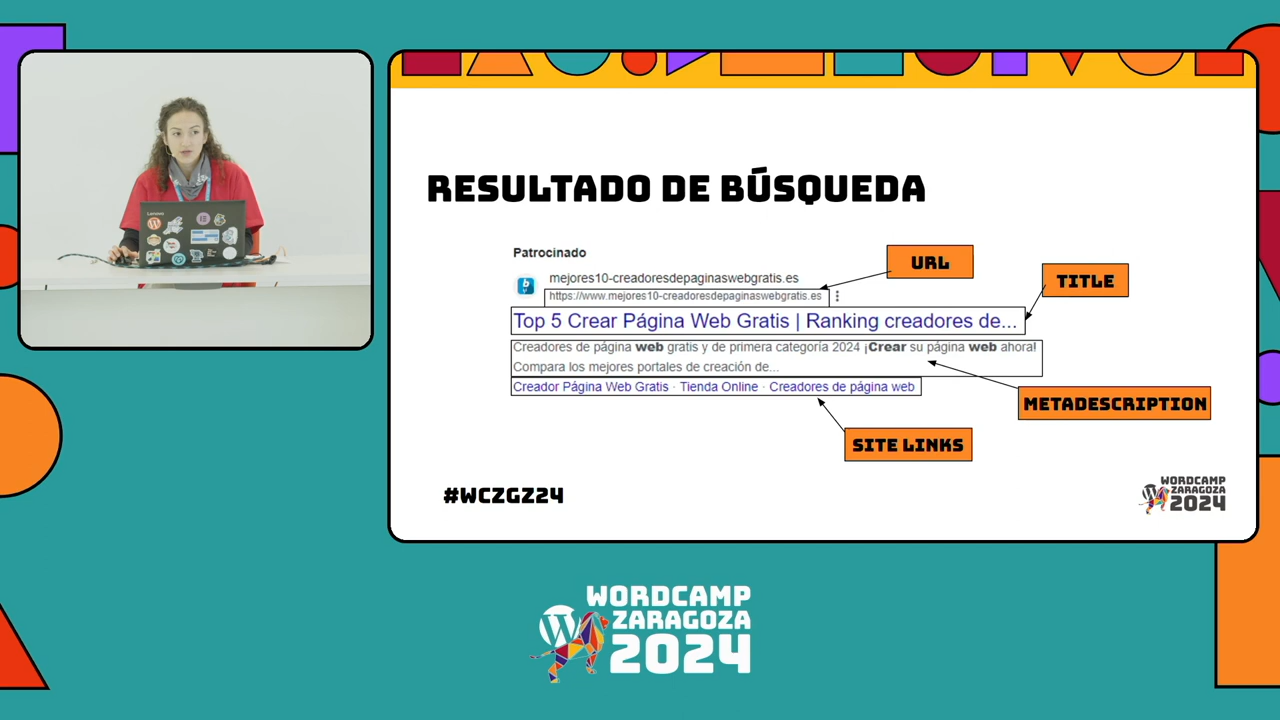 Lenovo
RESULTADO DE BÚSQUEDA
Patrocinado
mejores10-creadoresdepaginaswebgratis.es
https://www.mejores10-creadoresdepaginaswebgratis.es
Top 5 Crear Página Web Gratis | Ranking creadores de...
Creadores de página web gratis y de primera categoría 2024 ¡Crear su página web ahora!
Compara los mejores portales de creación de...
Creador Página Web Gratis · Tienda Online · Creadores de página web
URL
TITLE
METADESCRIPTION
SITE LINKS
#WCZGZ24
WORDCAMP
ZARAGOZA
2024
WORDCAMP
ZARAGOZA
2024